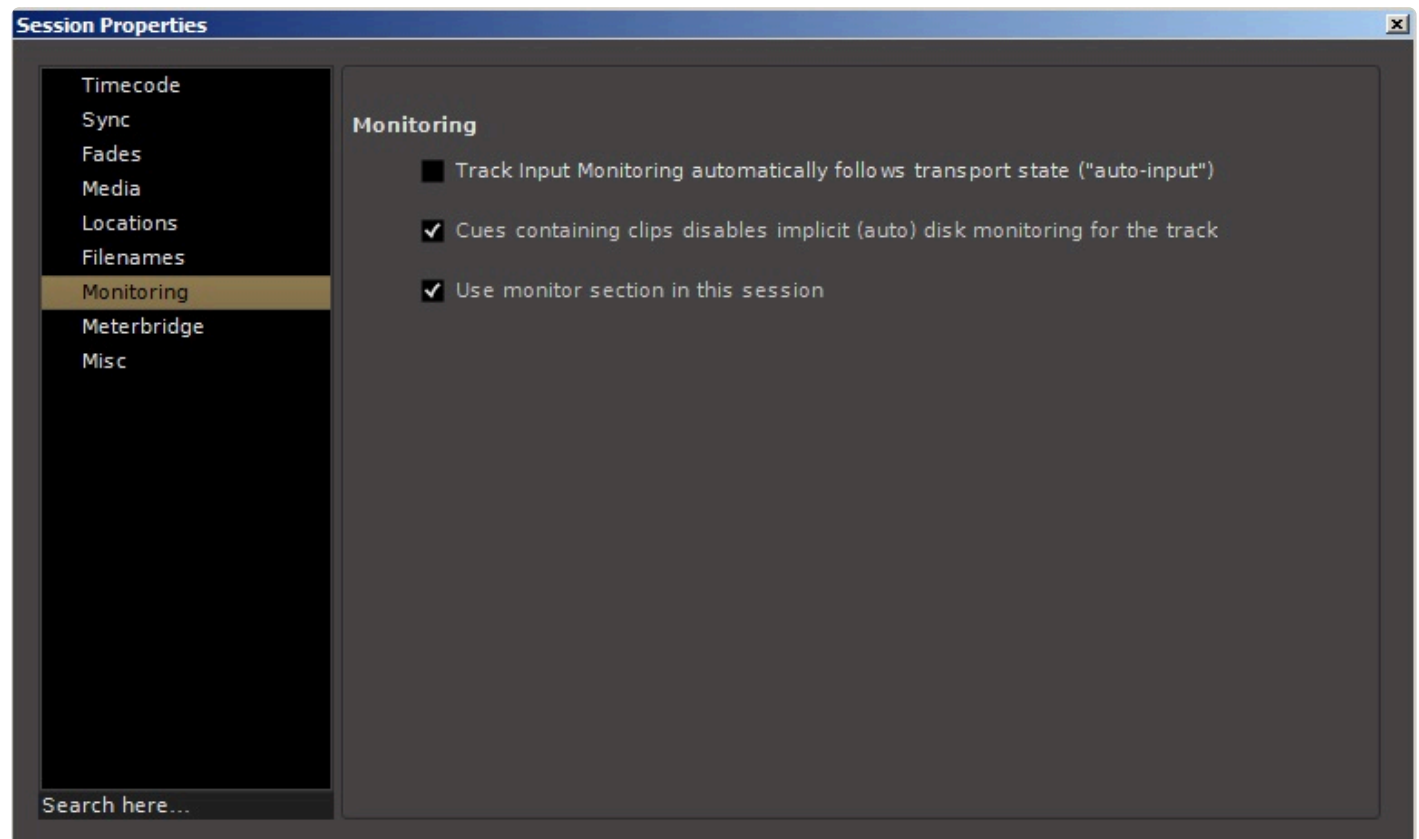 Session Properties
Timecode
Sync
Fades
Media
Locations
Filenames
Monitoring
Meterbridge
Misc
Search here...
Monitoring
Track Input Monitoring automatically follows transport state ("auto-input")
Cues containing clips disables implicit (auto) disk monitoring for the track
Use monitor section in this session